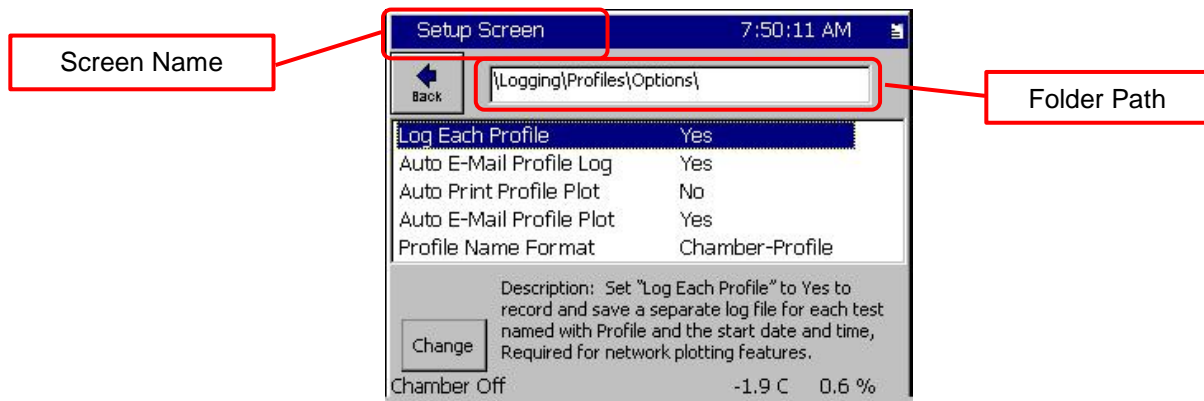 Screen Name
Setup Screen 7:50:11 AM
Back
\Logging\Profiles\Options\
Folder Path
Log Each Profile Yes
Auto E-Mail Profile Log Yes
Auto Print Profile Plot No
Auto E-Mail Profile Plot Yes
Profile Name Format Chamber-Profile
Description: Set "Log Each Profile" to Yes to
record and save a separate log file for each test
named with Profile and the start date and time,
Required for network plotting features.
Change
Chamber Off -1.9 C 0.6 %